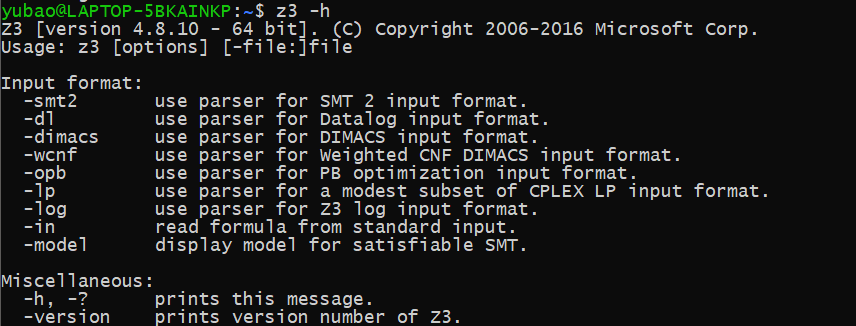 yubao@LAPTOP-5BKAINKP:~$ z3 -h
Z3 [version 4.8.10 - 64 bit]. (C) Copyright 2006-2016 Microsoft Corp.
Usage: z3 [options] [-file:]file

Input format:
  -smt2       use parser for SMT 2 input format.
  -dl         use parser for Datalog input format.
  -dimacs     use parser for DIMACS input format.
  -wcnf       use parser for Weighted CNF DIMACS input format.
  -opb        use parser for PB optimization input format.
  -lp         use parser for a modest subset of CPLEX LP input format.
  -log        use parser for Z3 log input format.
  -in         read formula from standard input.
  -model      display model for satisfiable SMT.

Miscellaneous:
  -h, -?      prints this message.
  -version    prints version number of Z3.